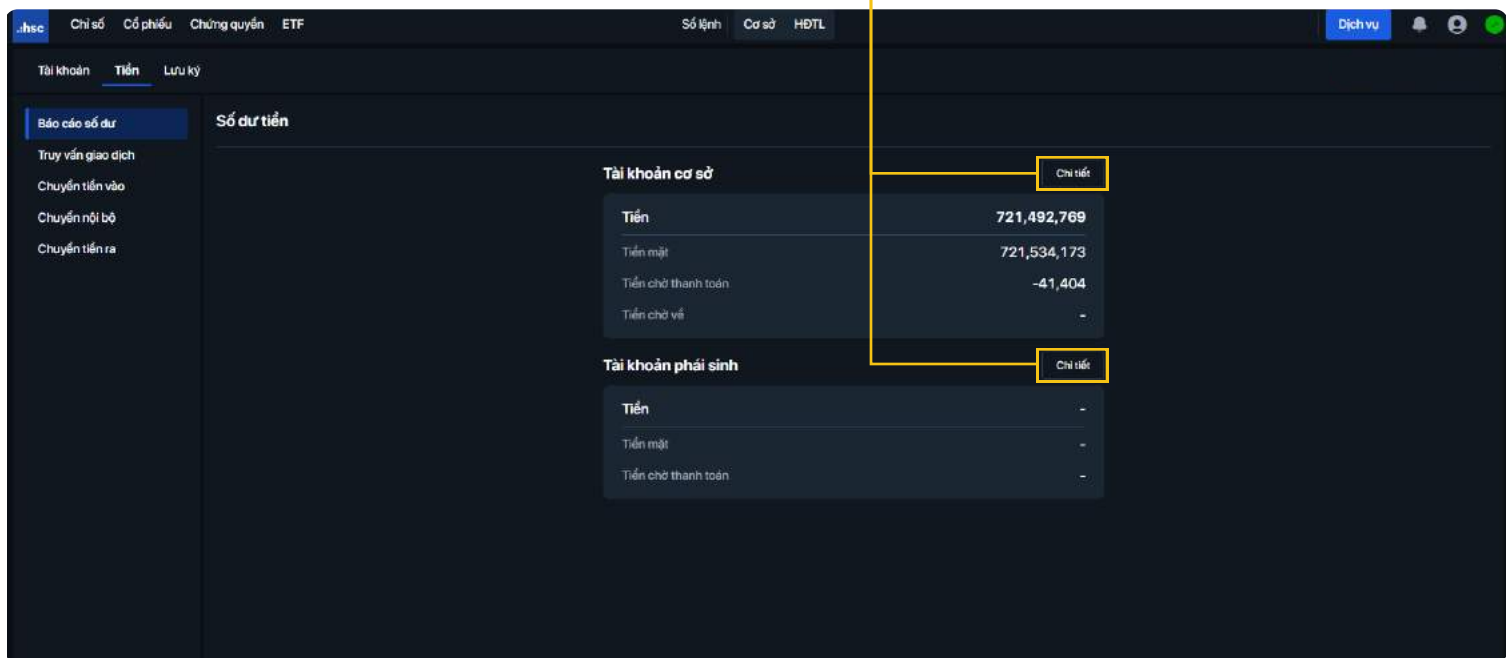 .:hsc Chỉ số Cổ phiếu Chứng quyền ETF Sổ lệnh Cơ sở HĐTL Dịch vụ
Tài khoản Tiền Lưu ký
Báo cáo số dư
Truy vấn giao dịch
Chuyển tiền vào
Chuyển nội bộ
Chuyển tiền ra
Số dư tiền
Tài khoản cơ sở Chi tiết
Tiền 721,492,769
Tiền mặt 721,534,173
Tiền chờ thanh toán -41,404
Tiền chờ về -
Tài khoản phái sinh Chi tiết
Tiền -
Tiền mặt -
Tiền chờ thanh toán -